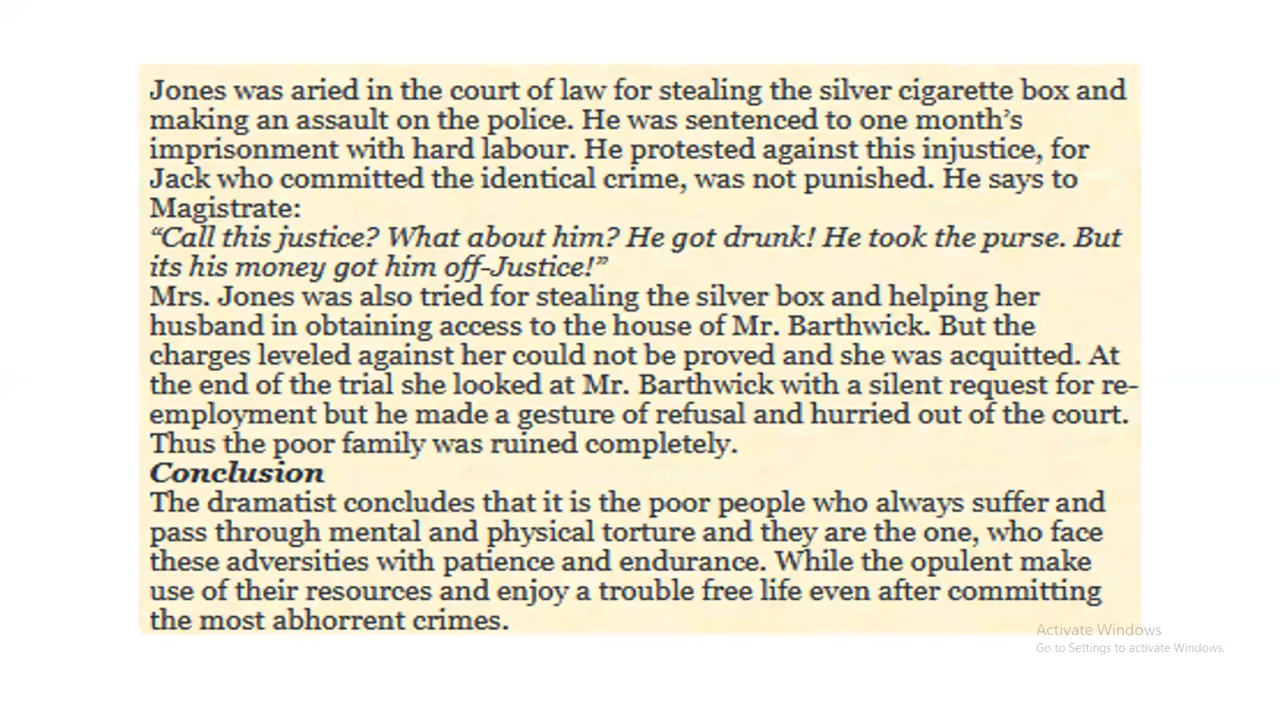 Jones was aried in the court of law for stealing the silver cigarette box and
making an assault on the police. He was sentenced to one month's
imprisonment with hard labour. He protested against this injustice, for
Jack who committed the identical crime, was not punished. He says to
Magistrate:
“Call this justice? What about him? He got drunk! He took the purse. But
its his money got him off-Justice!”
Mrs. Jones was also tried for stealing the silver box and helping her
husband in obtaining access to the house of Mr. Barthwick. But the
charges leveled against her could not be proved and she was acquitted. At
the end of the trial she looked at Mr. Barthwick with a silent request for re-
employment but he made a gesture of refusal and hurried out of the court.
Thus the poor family was ruined completely.
Conclusion
The dramatist concludes that it is the poor people who always suffer and
pass through mental and physical torture and they are the one, who face
these adversities with patience and endurance. While the opulent make
use of their resources and enjoy a trouble free life even after committing
the most abhorrent crimes.
Activate Windows
Go to Settings to activate Windows.